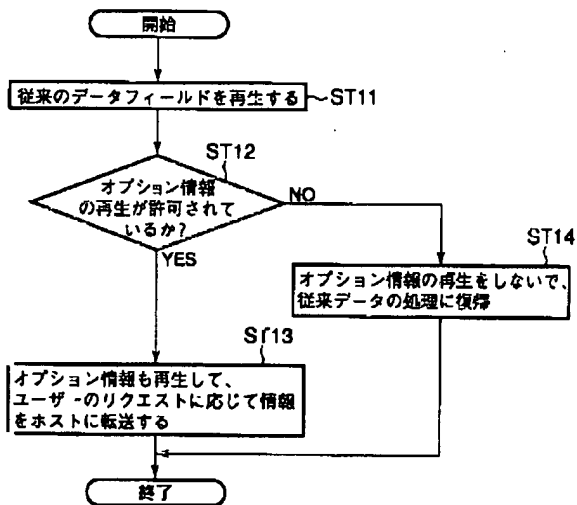 開始
従来のデータフィールドを再生する
ST11
ST12
オプション情報
の再生が許可されて
いるか?
NO
YES
ST14
オプション情報の再生をしないで、
従来データの処理に復帰
ST13
オプション情報も再生して、
ユーザーのリクエストに応じて情報
をホストに転送する
終了